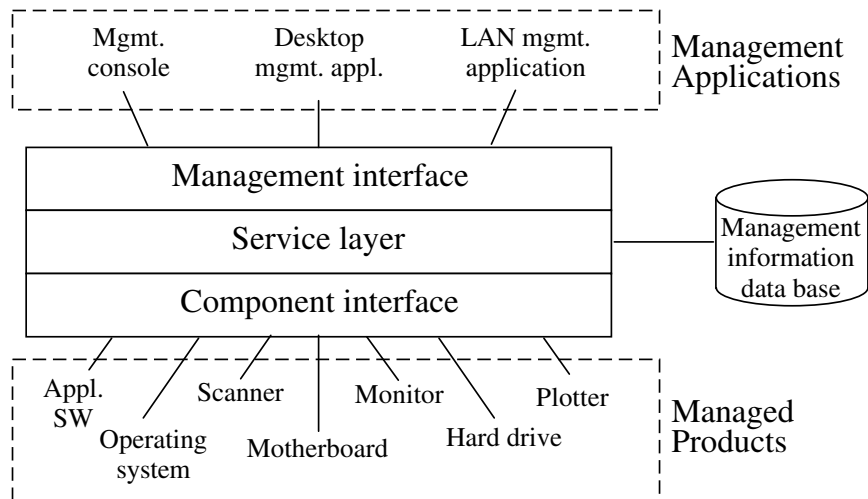 Mgmt.
console
Desktop
mgmt. appl.
LAN mgmt.
application
Management
Applications
Management interface
Service layer
Component interface
Management
information
data base
Appl.
SW
Operating
system
Scanner
Motherboard
Monitor
Hard drive
Plotter
Managed
Products